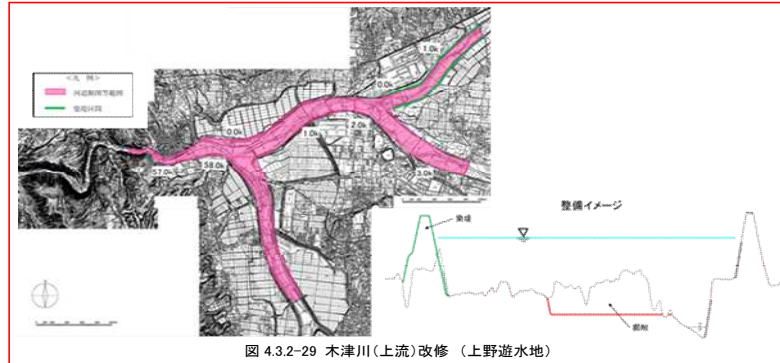 <凡 例>
河道掘削等範囲
築堤区間
1.0k
0.0k
0.0k
1.0k
2.0k
3.0k
57.0k
58.0k
整備イメージ
築堤
掘削
図 4.3.2-29 木津川(上流)改修 (上野遊水地)